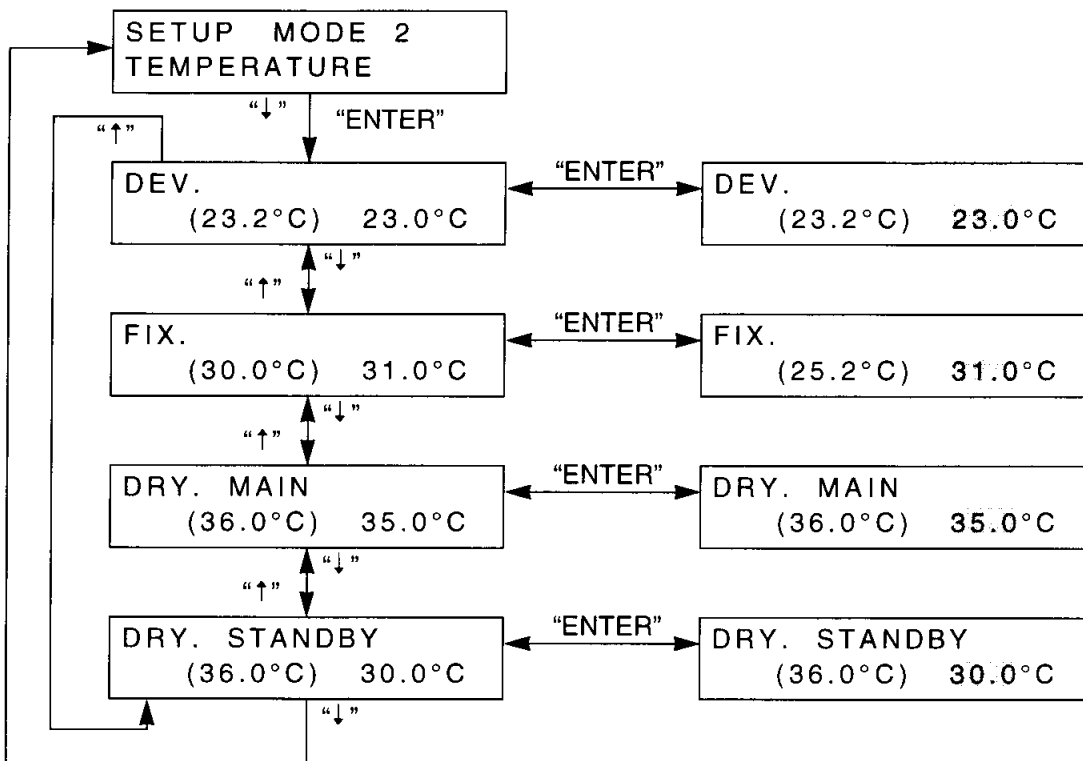 SETUP MODE 2
TEMPERATURE
“↓”
“ENTER”
“↑”
DEV.
(23.2°C) 23.0°C
“ENTER”
DEV.
(23.2°C) 23.0°C
“↓”
“↑”
FIX.
(30.0°C) 31.0°C
“ENTER”
FIX.
(25.2°C) 31.0°C
“↓”
“↑”
DRY. MAIN
(36.0°C) 35.0°C
“ENTER”
DRY. MAIN
(36.0°C) 35.0°C
“↓”
“↑”
DRY. STANDBY
(36.0°C) 30.0°C
“ENTER”
DRY. STANDBY
(36.0°C) 30.0°C
“↓”